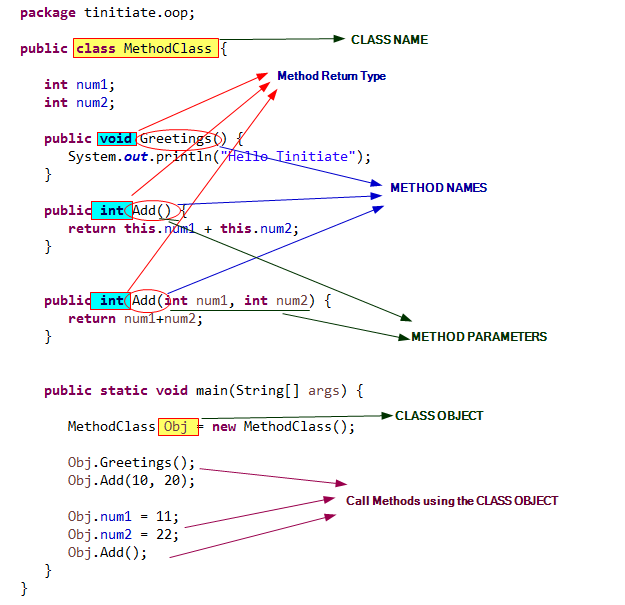 package tinitiate.oop;
public class MethodClass {
CLASS NAME
int num1;
Method Return Type
int num2;
public void Greetings() {
System.out.println("Hello Tinitiate");
}
METHOD NAMES
public int Add() {
return this.num1 + this.num2;
}
public int Add(int num1, int num2) {
return num1+num2;
}
METHOD PARAMETERS
public static void main(String[] args) {
MethodClass Obj = new MethodClass();
CLASS OBJECT
Obj.Greetings();
Obj.Add(10, 20);
Call Methods using the CLASS OBJECT
Obj.num1 = 11;
Obj.num2 = 22;
Obj.Add();
}
}